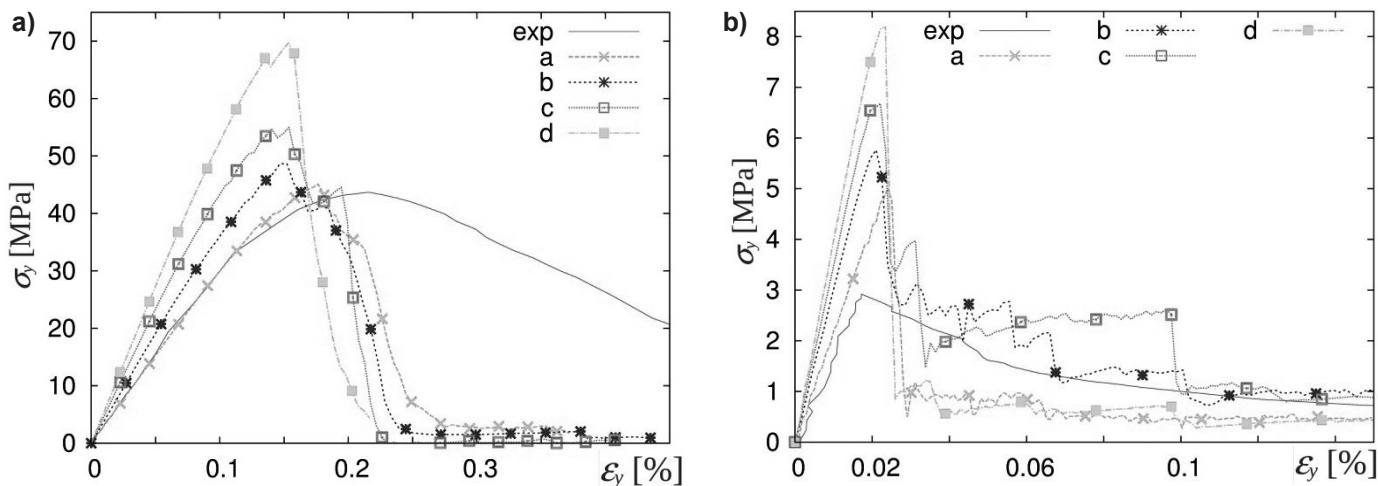 a)
σy [MPa]
70
60
50
40
30
20
10
0
exp
a
b
c
d
0 0.1 0.2 0.3 εy [%]
b)
σy [MPa]
8
7
6
5
4
3
2
1
0
exp b d
a c
0 0.02 0.06 0.1 εy [%]